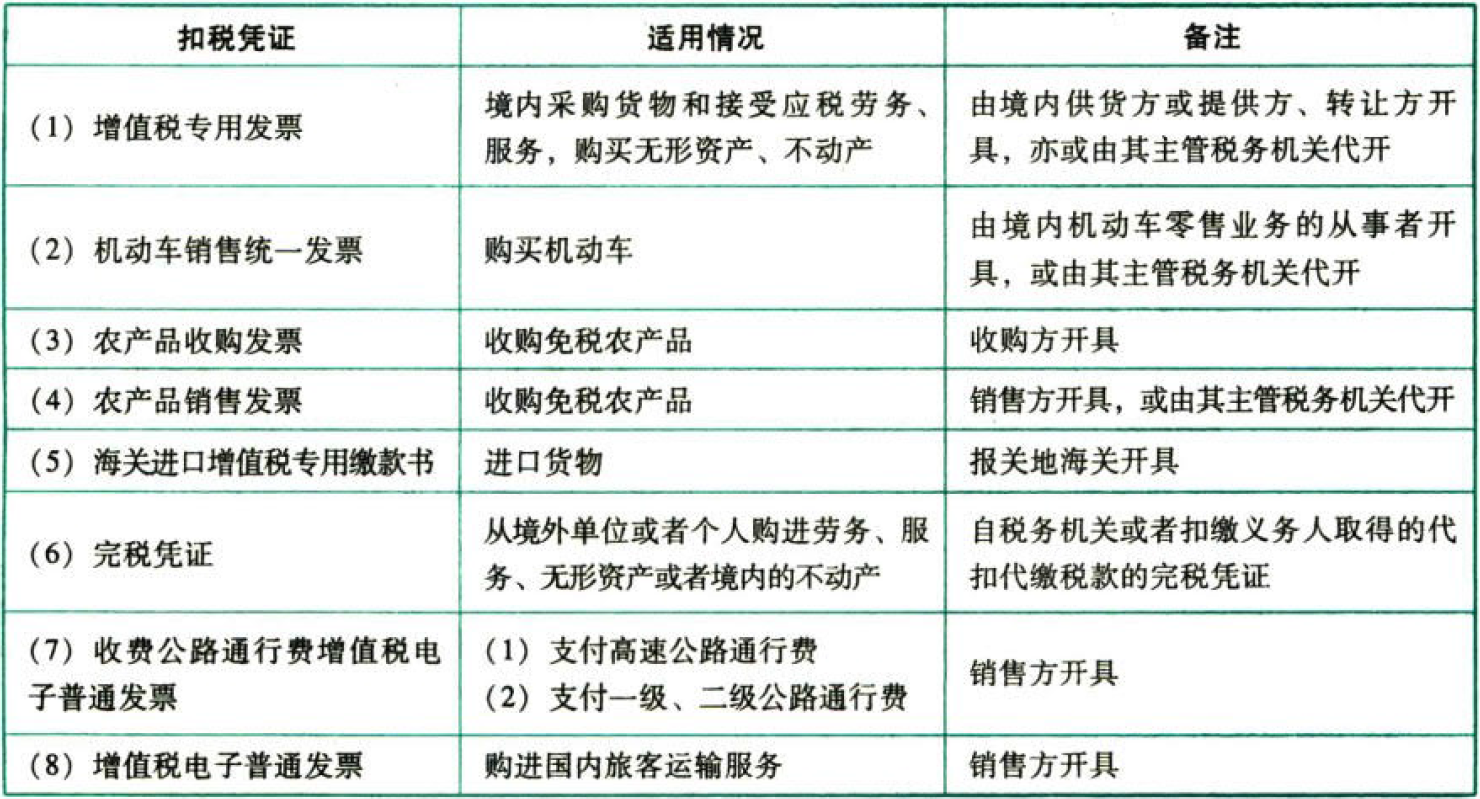 扣税凭证 适用情况 备注
(1) 增值税专用发票
境内采购货物和接受应税劳务、
服务，购买无形资产、不动产
由境内供货方或提供方、转让方开
具，亦或由其主管税务机关代开
(2) 机动车销售统一发票
购买机动车
由境内机动车零售业务的从事者开
具，或由其主管税务机关代开
(3) 农产品收购发票
收购免税农产品
收购方开具
(4) 农产品销售发票
收购免税农产品
销售方开具，或由其主管税务机关代开
(5) 海关进口增值税专用缴款书
进口货物
报关地海关开具
(6) 完税凭证
从境外单位或者个人购进劳务、服
务、无形资产或者境内的不动产
自税务机关或者扣缴义务人取得的代
扣代缴税款的完税凭证
(7) 收费公路通行费增值税电
子普通发票
(1) 支付高速公路通行费
(2) 支付一级、二级公路通行费
销售方开具
(8) 增值税电子普通发票
购进国内旅客运输服务
销售方开具